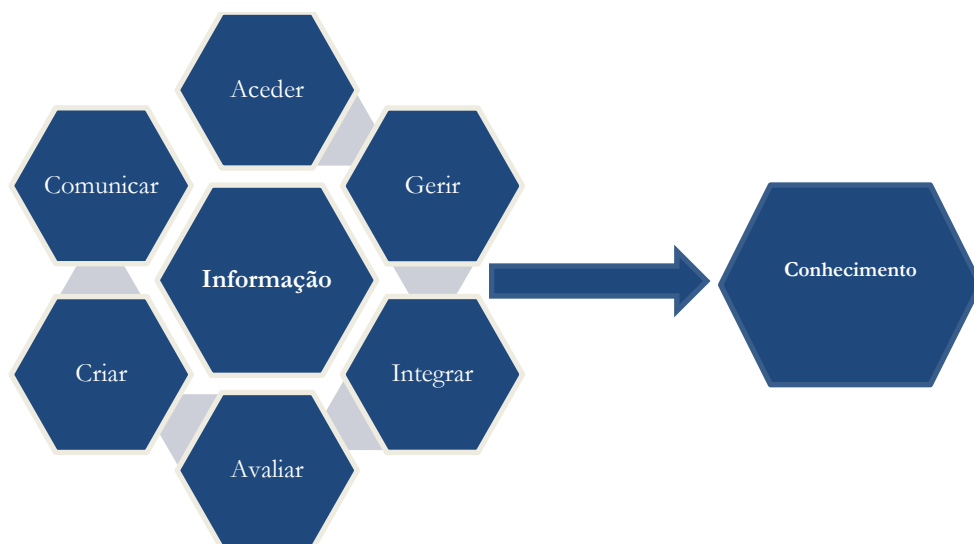 Aceder
Comunicar
Gerir
Informação
Conhecimento
Criar
Integrar
Avaliar